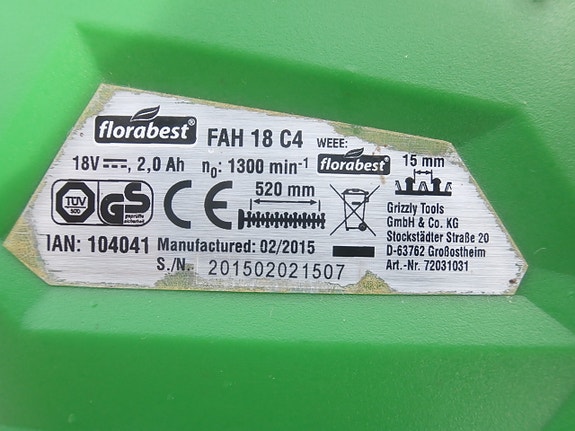 florabest FAH 18 C4 WEEE:
florabest
18V⎓, 2,0 Ah n₀: 1300 min⁻¹
15 mm
TÜV
SÜD
GS
geprüfte
Sicherheit
CE
520 mm
Grizzly Tools
GmbH & Co. KG
Stockstädter Straße 20
D-63762 Großostheim
Art.-Nr. 72031031
IAN: 104041 Manufactured: 02/2015
S./N. 201502021507